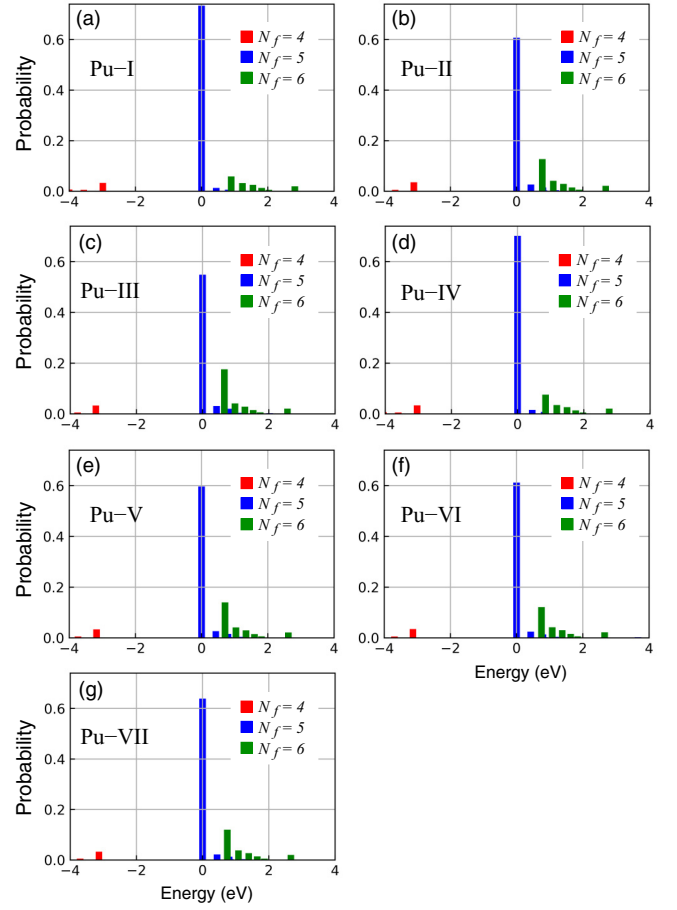 (a)
Pu−I
N f = 4
N f = 5
N f = 6
Probability
0.6
0.4
0.2
0.0
−4 −2 0 2 4
(b)
Pu−II
N f = 4
N f = 5
N f = 6
0.6
0.4
0.2
0.0
−4 −2 0 2 4
(c)
Pu−III
N f = 4
N f = 5
N f = 6
Probability
0.6
0.4
0.2
0.0
−4 −2 0 2 4
(d)
Pu−IV
N f = 4
N f = 5
N f = 6
0.6
0.4
0.2
0.0
−4 −2 0 2 4
(e)
Pu−V
N f = 4
N f = 5
N f = 6
Probability
0.6
0.4
0.2
0.0
−4 −2 0 2 4
(f)
Pu−VI
N f = 4
N f = 5
N f = 6
0.6
0.4
0.2
0.0
−4 −2 0 2 4
Energy (eV)
(g)
Pu−VII
N f = 4
N f = 5
N f = 6
Probability
0.6
0.4
0.2
0.0
−4 −2 0 2 4
Energy (eV)